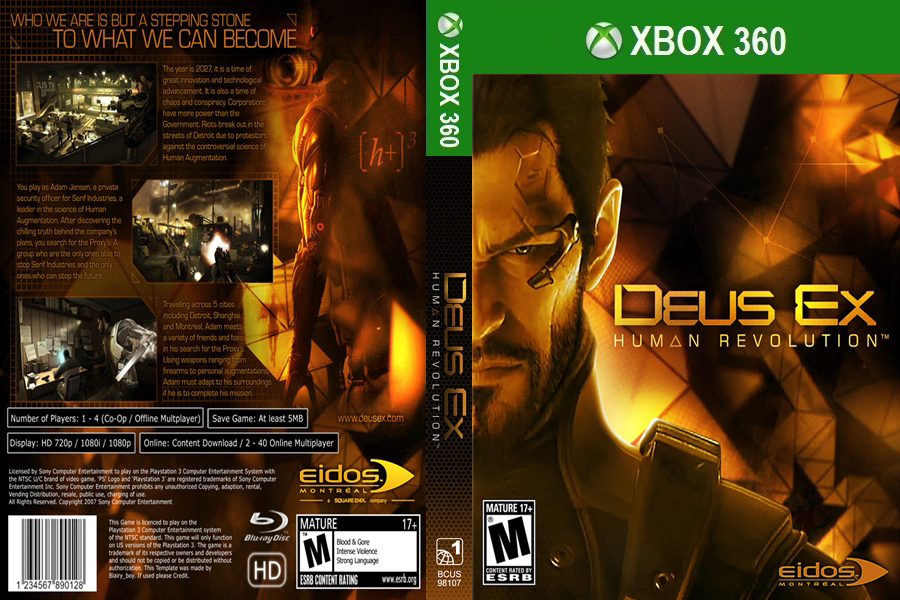 WHO WE ARE IS BUT A STEPPING STONE
TO WHAT WE CAN BECOME
The year is 2027, it is a time of
great innovation and technological
advancement. It is also a time of
chaos and conspiracy. Corporations
have more power than the
Government. Riots break out in the
streets of Detroit due to protestors
against the controversial science of
Human Augmentation.
[h+]³
You play as Adam Jensen, a private
security officer for Serif Industries, a
leader in the science of Human
Augmentation. After discovering the
chilling truth behind the company's
plans, you search for the Proxy's. A
group who are the only ones able to
stop Serif Industries and the only
ones who can stop the future.
Travelling across 5 cities
including Detroit, Shanghai
and Montreal, Adam meets
a variety of friends and foes
in his search for the Proxy's.
Using weapons ranging from
firearms to personal augmentations,
Adam must adapt to his surroundings
if he is to complete his mission.
Number of Players: 1 - 4 (Co-Op / Offline Multplayer)
Save Game: At least 5MB
www.deusex.com
Display: HD 720p / 1080i / 1080p
Online: Content Download / 2 - 40 Online Multiplayer
Licensed by Sony Computer Entertainment to play on the Playstation 3 Computer Entertainment System with
the NTSC U/C brand of video game. 'PS' Logo and 'Playstation 3' are registered trademarks of Sony Computer
Entertainment Inc. Sony Computer Entertainment prohibits any unauthorized Copying, adaption, rental,
Vending Distribution, resale, public use, charging of use.
All Rights Reserved. Copyright 2007 Sony Computer Entertainment
eidos
MONTRÉAL
A SQUARE ENIX. company
1 234567 890128
This Game is licenced to play on the
Playstation 3 Computer Entertainment system
of the NTSC standard. This game will only function
on US versions of the Playstation 3. The game is a
trademark of its respective owners and developers
and should not be copied or be distributed without
authorization. This Template was made by
Blairy_boy. If used please Credit.
Blu-ray Disc
HD
MATURE 17+
M
™
Blood & Gore
Intense Violence
Strong Language
ESRB CONTENT RATING www.esrb.org
XBOX 360
DEUS EX
HUMAN REVOLUTION™
1
BCUS
98107
XBOX 360
DEUS EX
HUMAN REVOLUTION™
MATURE 17+
M
®
CONTENT RATED BY
ESRB
eidos
MONTRÉAL